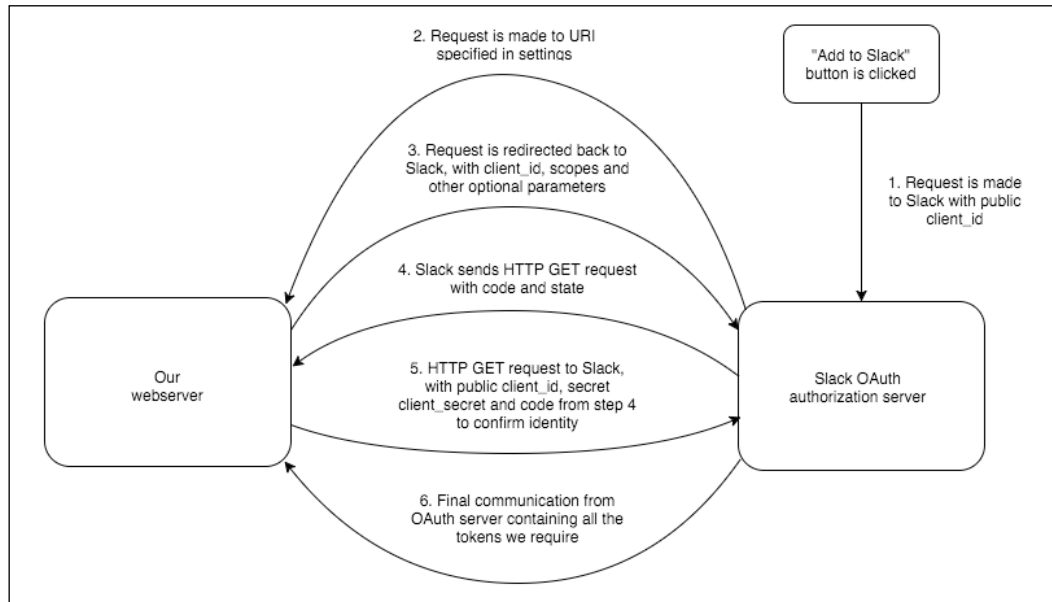 2. Request is made to URI
specified in settings
"Add to Slack"
button is clicked
3. Request is redirected back to
Slack, with client_id, scopes and
other optional parameters
1. Request is made
to Slack with public
client_id
4. Slack sends HTTP GET request
with code and state
Our
webserver
5. HTTP GET request to Slack,
with public client_id, secret
client_secret and code from step 4
to confirm identity
Slack OAuth
authorization server
6. Final communication from
OAuth server containing all the
tokens we require